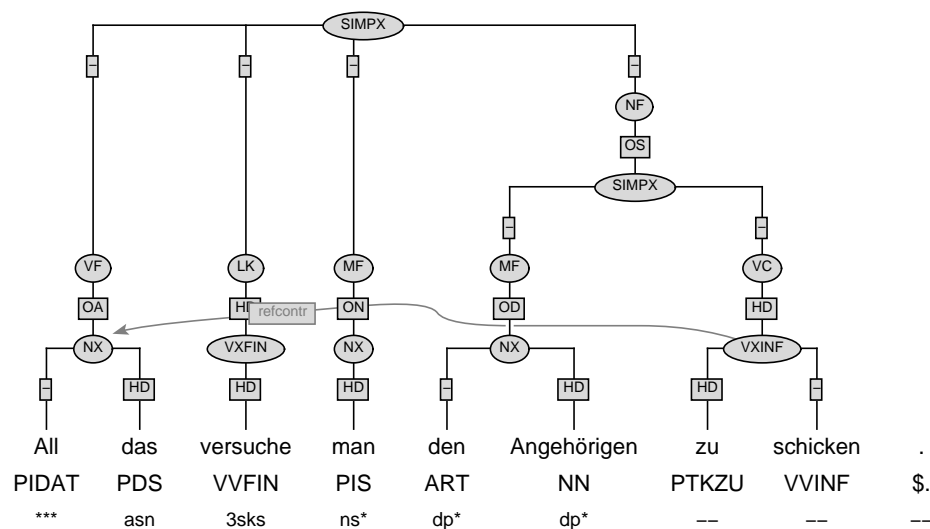 SIMPX
– – – –
NF
OS
SIMPX
– –
VF LK MF MF VC
OA HD refcontr ON OD HD
NX VXFIN NX NX VXINF
– HD HD HD – HD HD –
All das versuche man den Angehörigen zu schicken .
PIDAT PDS VVFIN PIS ART NN PTKZU VVINF $.
*** asn 3sks ns* dp* dp* –– –– ––